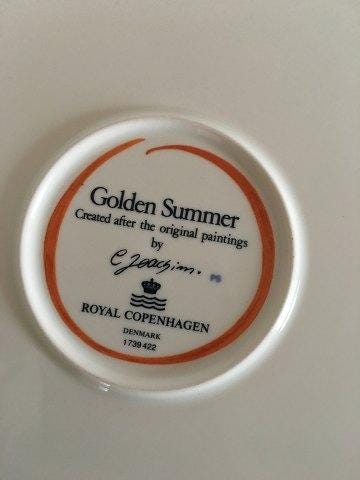 Golden Summer
Created after the original paintings
by
C Joachim.
PS
ROYAL COPENHAGEN
DENMARK
1739422